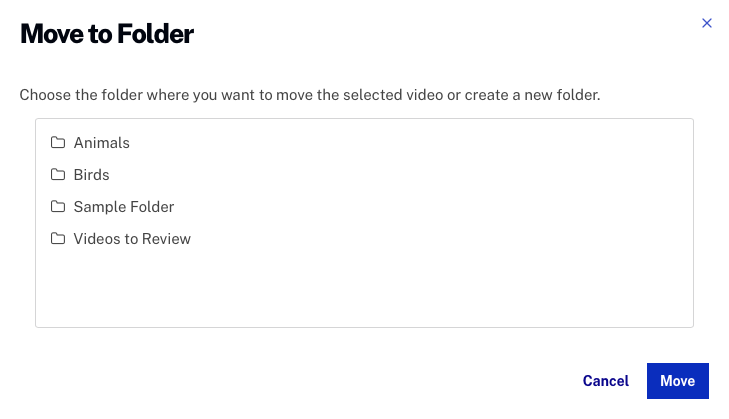 Move to Folder
Choose the folder where you want to move the selected video or create a new folder.
Animals
Birds
Sample Folder
Videos to Review
Cancel
Move